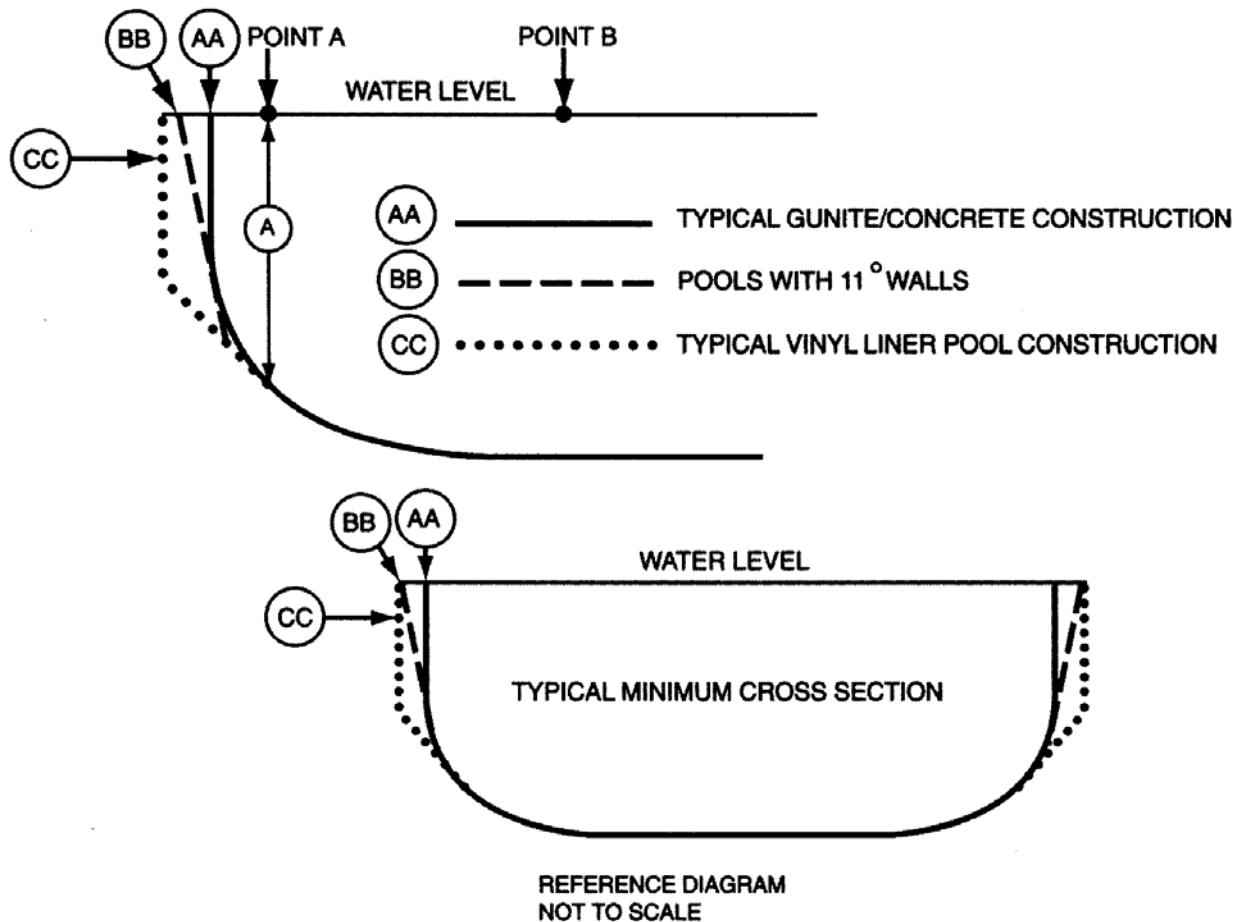 BB AA POINT A POINT B
WATER LEVEL
CC
A
AA TYPICAL GUNITE/CONCRETE CONSTRUCTION
BB POOLS WITH 11° WALLS
CC TYPICAL VINYL LINER POOL CONSTRUCTION
BB AA
WATER LEVEL
CC
TYPICAL MINIMUM CROSS SECTION
REFERENCE DIAGRAM
NOT TO SCALE